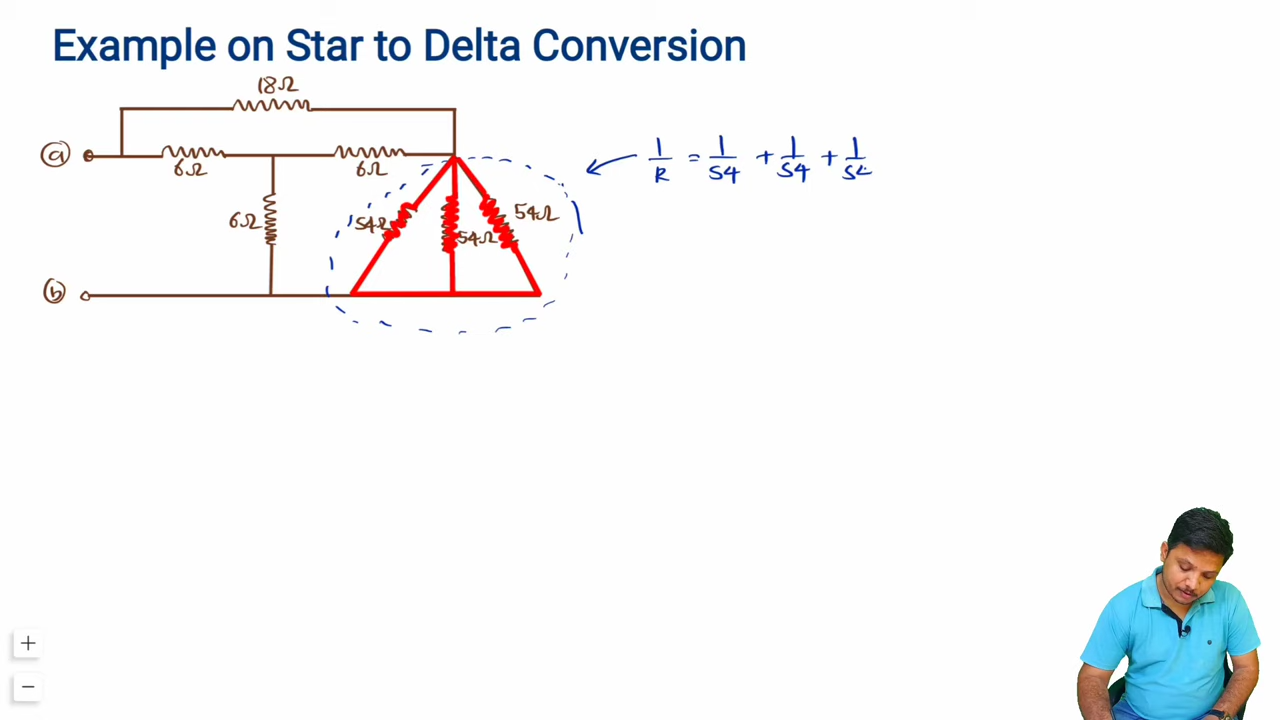 Example on Star to Delta Conversion
18Ω
a
6Ω
6Ω
1/R = 1/54 + 1/54 + 1/54
6Ω
54Ω
54Ω
54Ω
b
+
−